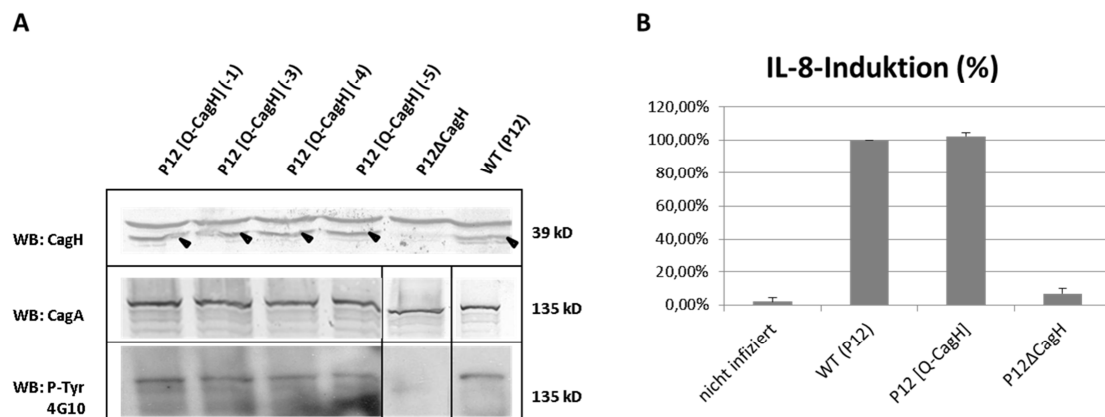 A
P12 [Q-CagH] (-1)
P12 [Q-CagH] (-3)
P12 [Q-CagH] (-4)
P12 [Q-CagH] (-5)
P12ΔCagH
WT (P12)
WB: CagH
39 kD
WB: CagA
135 kD
WB: P-Tyr
4G10
135 kD
B
IL-8-Induktion (%)
120,00%
100,00%
80,00%
60,00%
40,00%
20,00%
0,00%
nicht infiziert
WT (P12)
P12 [Q-CagH]
P12ΔCagH